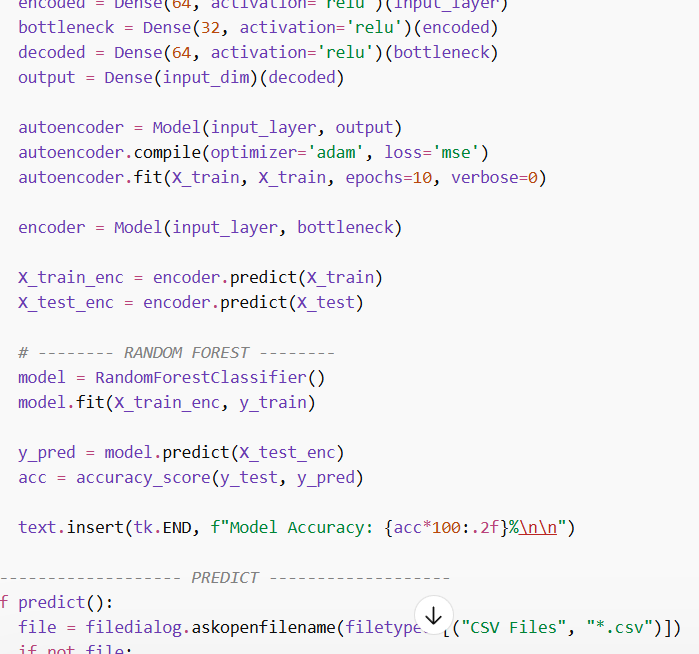 encoded = Dense(64, activation='relu')(input_layer)
bottleneck = Dense(32, activation='relu')(encoded)
decoded = Dense(64, activation='relu')(bottleneck)
output = Dense(input_dim)(decoded)
autoencoder = Model(input_layer, output)
autoencoder.compile(optimizer='adam', loss='mse')
autoencoder.fit(X_train, X_train, epochs=10, verbose=0)
encoder = Model(input_layer, bottleneck)
X_train_enc = encoder.predict(X_train)
X_test_enc = encoder.predict(X_test)
# -------- RANDOM FOREST --------
model = RandomForestClassifier()
model.fit(X_train_enc, y_train)
y_pred = model.predict(X_test_enc)
acc = accuracy_score(y_test, y_pred)
text.insert(tk.END, f"Model Accuracy: {acc*100:.2f}%\n\n")
------------------- PREDICT -------------------
f predict():
file = filedialog.askopenfilename(filetype [("CSV Files", "*.csv")])
if not file: